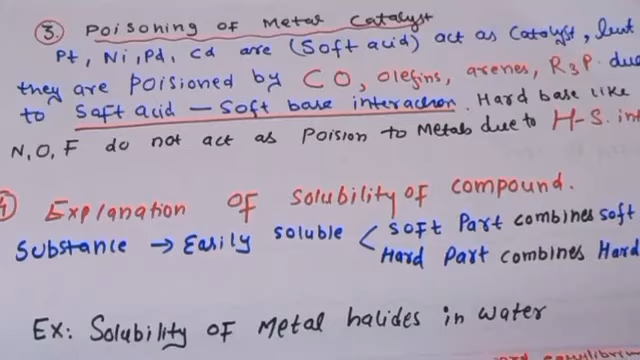 ③. Poisoning of Metal Catalyst
Pt, Ni, Pd, Cd are (Soft acid) act as Catalyst, but
they are poisioned by CO, olefins, arenes, R3P due
to Soft acid - Soft base interaction. Hard base like
N, O, F do not act as poision to Metals due to H-S. int
④ Explanation of Solubility of compound.
Substance → Easily soluble < Soft Part combines soft
Hard Part combines Hard
Ex: Solubility of Metal halides in water